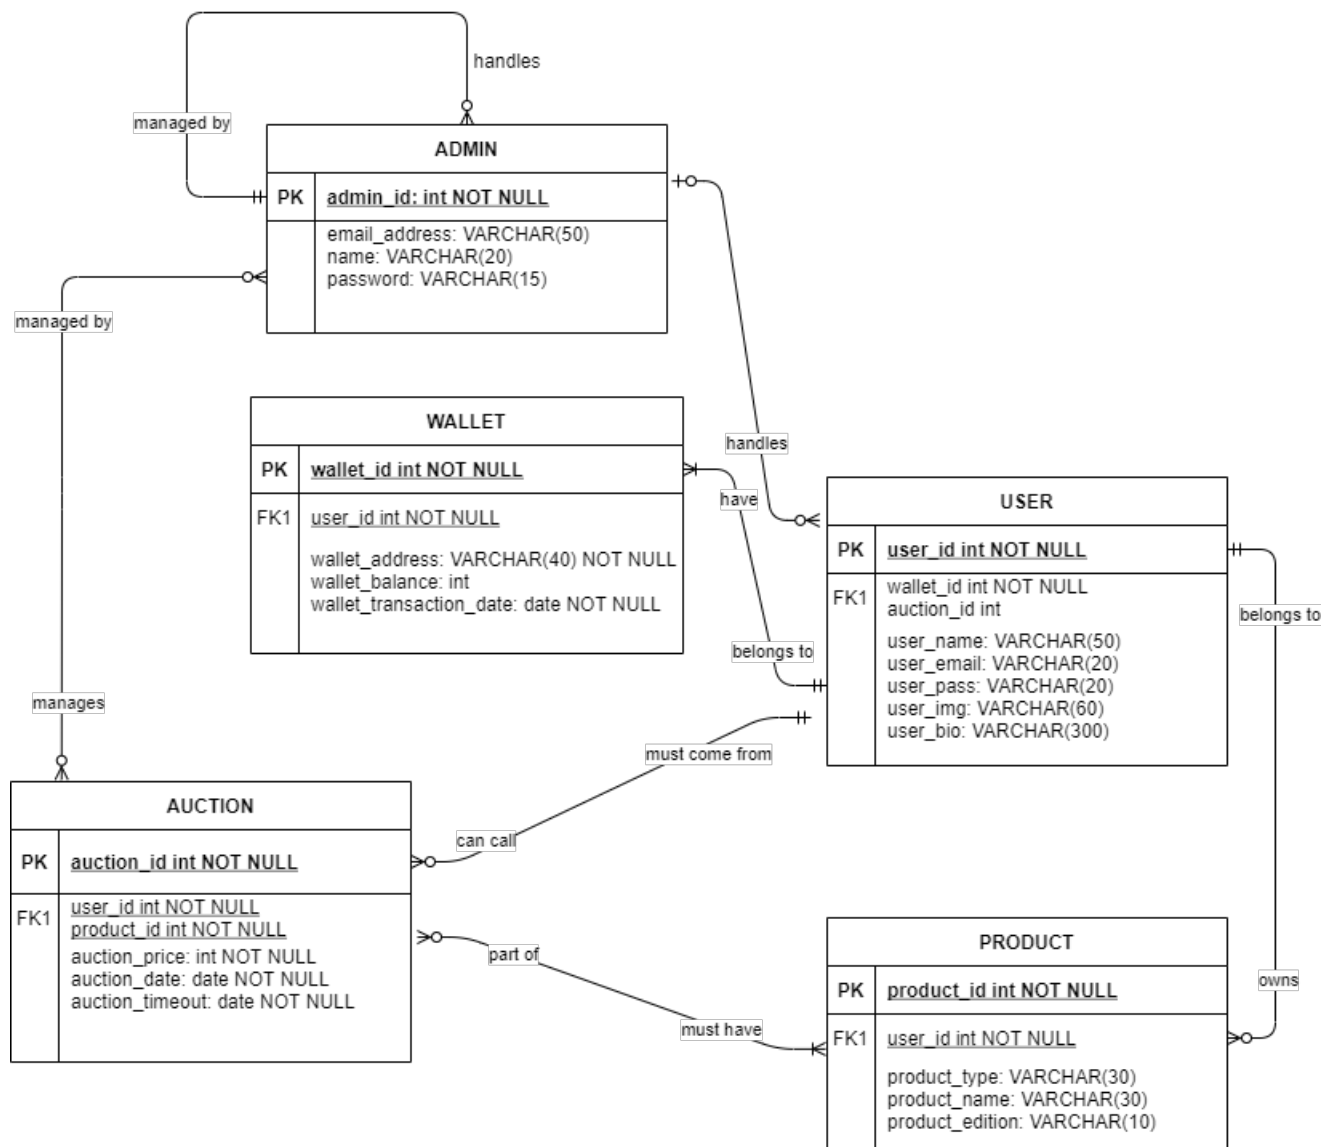 handles
managed by
ADMIN
PK
admin_id: int NOT NULL
email_address: VARCHAR(50)
name: VARCHAR(20)
password: VARCHAR(15)
managed by
WALLET
PK
wallet_id int NOT NULL
FK1
user_id int NOT NULL
wallet_address: VARCHAR(40) NOT NULL
wallet_balance: int
wallet_transaction_date: date NOT NULL
handles
have
belongs to
USER
PK
user_id int NOT NULL
FK1
wallet_id int NOT NULL
auction_id int
user_name: VARCHAR(50)
user_email: VARCHAR(20)
user_pass: VARCHAR(20)
user_img: VARCHAR(60)
user_bio: VARCHAR(300)
belongs to
manages
must come from
can call
AUCTION
PK
auction_id int NOT NULL
FK1
user_id int NOT NULL
product_id int NOT NULL
auction_price: int NOT NULL
auction_date: date NOT NULL
auction_timeout: date NOT NULL
part of
must have
owns
PRODUCT
PK
product_id int NOT NULL
FK1
user_id int NOT NULL
product_type: VARCHAR(30)
product_name: VARCHAR(30)
product_edition: VARCHAR(10)